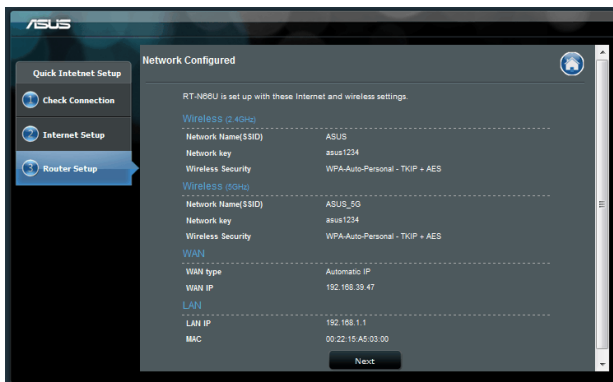 ASUS
Quick Intetnet Setup
1 Check Connection
2 Internet Setup
3 Router Setup
Network Configured
RT-N66U is set up with these Internet and wireless settings.
Wireless (2.4GHz)
Network Name(SSID) ASUS
Network key asus1234
Wireless Security WPA-Auto-Personal - TKIP + AES
Wireless (5GHz)
Network Name(SSID) ASUS_5G
Network key asus1234
Wireless Security WPA-Auto-Personal - TKIP + AES
WAN
WAN type Automatic IP
WAN IP 192.168.39.47
LAN
LAN IP 192.168.1.1
MAC 00:22:15:A5:03:00
Next